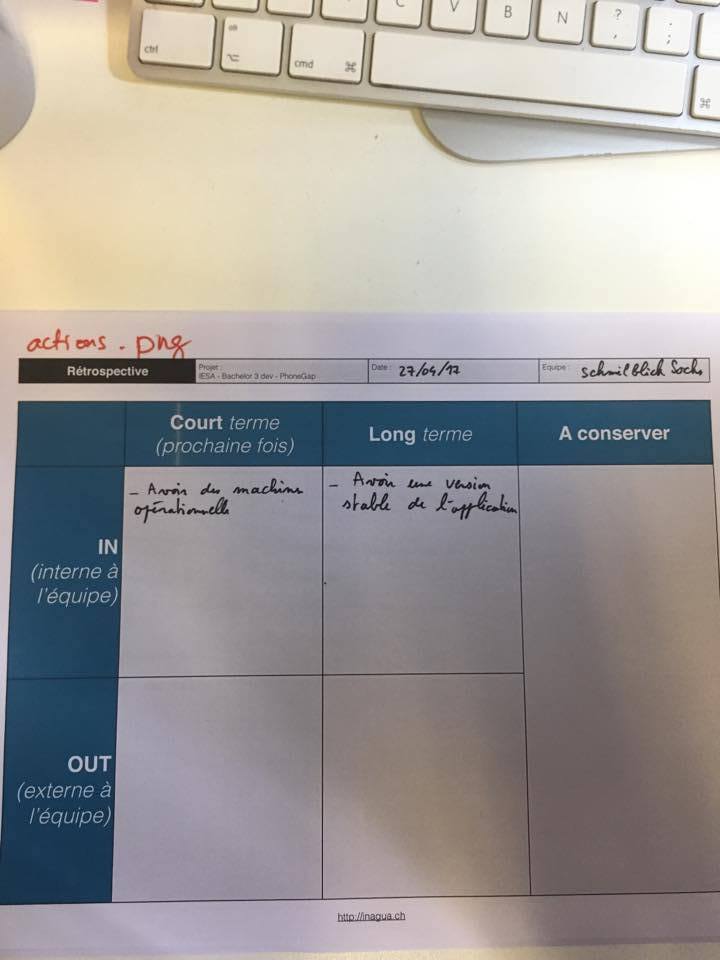 C V B N ? , : ;
ctrl alt ⌥ cmd ⌘ ⌘
actions.png
Rétrospective
Projet :
IESA - Bachelor 3 dev - PhoneGap
Date : 27/04/17
Equipe : Schmilblick Socks
Court terme
(prochaine fois)
Long terme
A conserver
IN
(interne à
l'équipe)
- Avoir des machines
opérationnelle
- Avoir une version
stable de l'application
OUT
(externe à
l'équipe)
http://inagua.ch